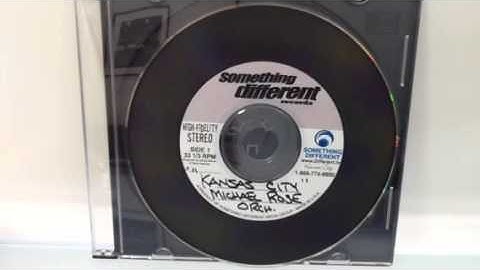 something
different
records
HIGH-FIDELITY
STEREO
SIDE 1
33 1/3 RPM
SOMETHING
DIFFERENT
KANSAS CITY
MICHAEL ROSE
ORCH.